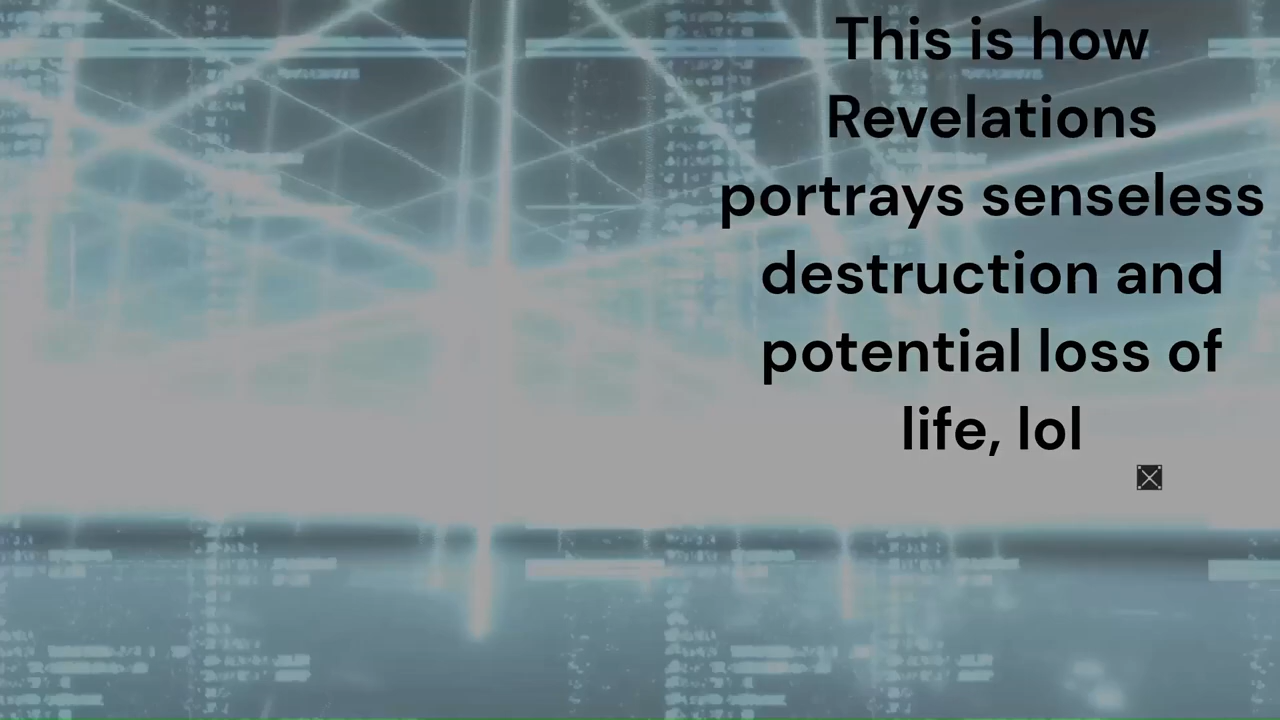 This is how
Revelations
portrays senseless
destruction and
potential loss of
life, lol